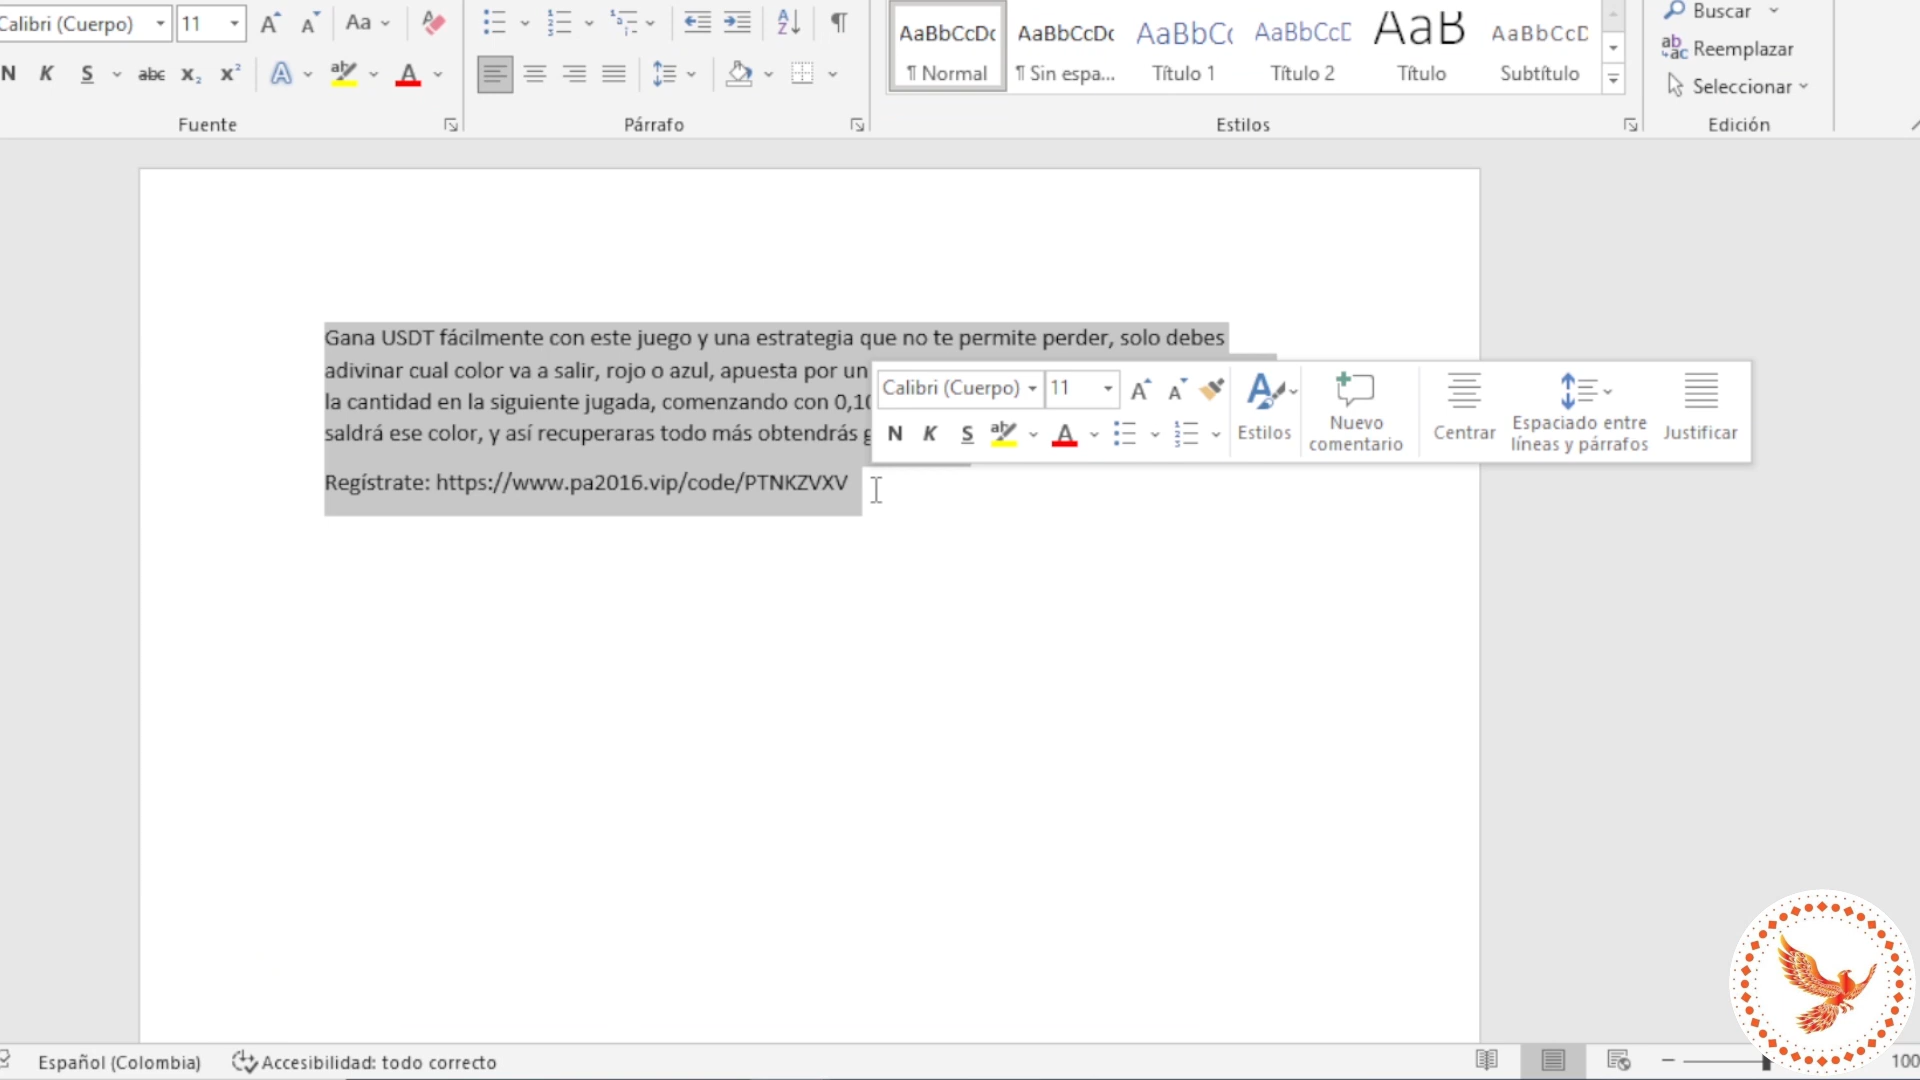 Calibri (Cuerpo) 11 Aa
N K S abc x₂ x² A A
Fuente
Párrafo
AaBbCcDc AaBbCcDc AaBbCc AaBbCcD AaB AaBbCcD
¶ Normal ¶ Sin espa... Título 1 Título 2 Título Subtítulo
Estilos
Buscar
Reemplazar
Seleccionar
Edición
Gana USDT fácilmente con este juego y una estrategia que no te permite perder, solo debes
adivinar cual color va a salir, rojo o azul, apuesta por un
la cantidad en la siguiente jugada, comenzando con 0,10
saldrá ese color, y así recuperaras todo más obtendrás g
Regístrate: https://www.pa2016.vip/code/PTNKZVXV
Calibri (Cuerpo) 11
N K S
Estilos
Nuevo comentario
Centrar
Espaciado entre líneas y párrafos
Justificar
Español (Colombia) Accesibilidad: todo correcto
100